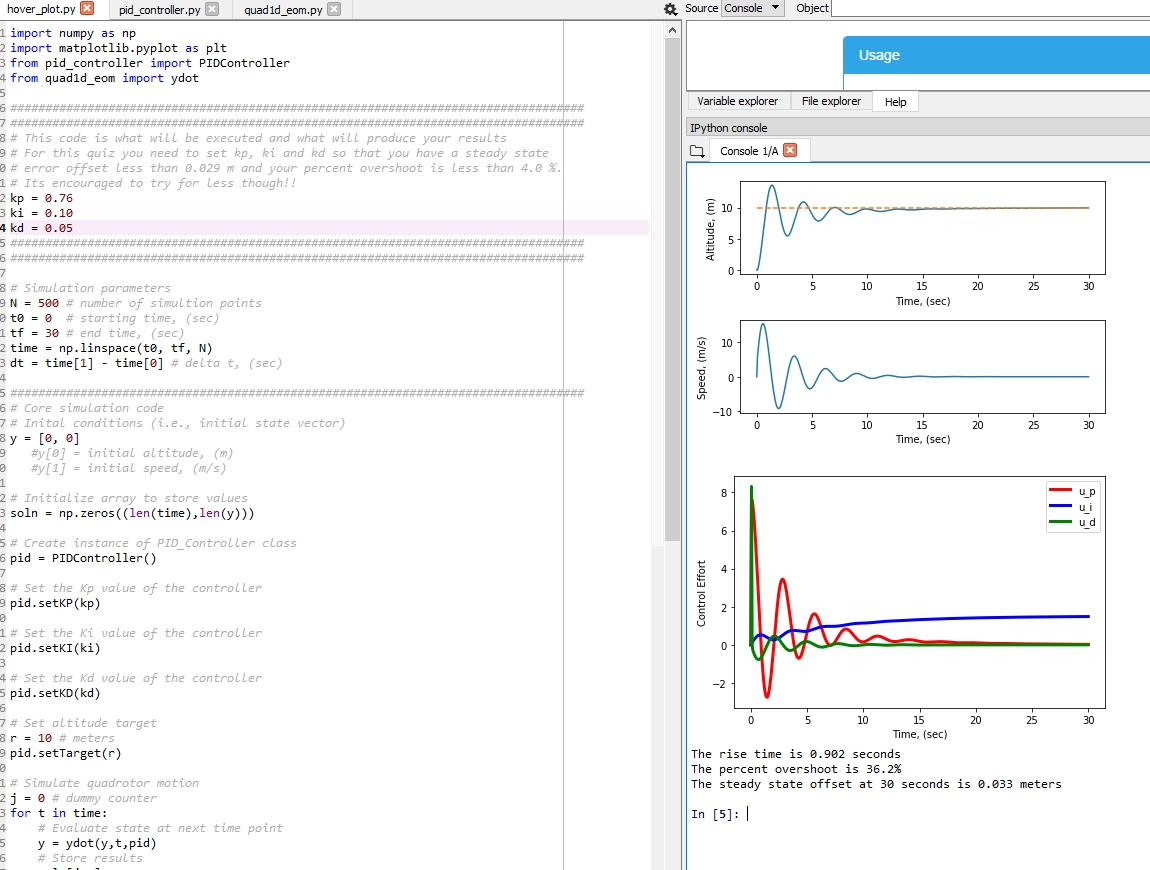 hover_plot.py pid_controller.py quad1d_eom.py
Source Console Object
Usage
Variable explorer File explorer Help
IPython console
Console 1/A
1 import numpy as np
2 import matplotlib.pyplot as plt
3 from pid_controller import PIDController
4 from quad1d_eom import ydot
5
6 ################################################################################
7 ################################################################################
8 # This code is what will be executed and what will produce your results
9 # For this quiz you need to set kp, ki and kd so that you have a steady state
0 # error offset less than 0.029 m and your percent overshoot is less than 4.0 %.
1 # Its encouraged to try for less though!!
2 kp = 0.76
3 ki = 0.10
4 kd = 0.05
5 ################################################################################
6 ################################################################################
7
8 # Simulation parameters
9 N = 500 # number of simultion points
0 t0 = 0  # starting time, (sec)
1 tf = 30 # end time, (sec)
2 time = np.linspace(t0, tf, N)
3 dt = time[1] - time[0] # delta t, (sec)
4
5 ################################################################################
6 # Core simulation code
7 # Inital conditions (i.e., initial state vector)
8 y = [0, 0]
9    #y[0] = initial altitude, (m)
0    #y[1] = initial speed, (m/s)
1
2 # Initialize array to store values
3 soln = np.zeros((len(time),len(y)))
4
5 # Create instance of PID_Controller class
6 pid = PIDController()
7
8 # Set the Kp value of the controller
9 pid.setKP(kp)
0
1 # Set the Ki value of the controller
2 pid.setKI(ki)
3
4 # Set the Kd value of the controller
5 pid.setKD(kd)
6
7 # Set altitude target
8 r = 10 # meters
9 pid.setTarget(r)
0
1 # Simulate quadrotor motion
2 j = 0 # dummy counter
3 for t in time:
4     # Evaluate state at next time point
5     y = ydot(y,t,pid)
6     # Store results
Altitude, (m)
10
5
0
0 5 10 15 20 25 30
Time, (sec)
Speed, (m/s)
10
0
−10
0 5 10 15 20 25 30
Time, (sec)
Control Effort
8
6
4
2
0
−2
u_p
u_i
u_d
0 5 10 15 20 25 30
Time, (sec)
The rise time is 0.902 seconds
The percent overshoot is 36.2%
The steady state offset at 30 seconds is 0.033 meters
In [5]: